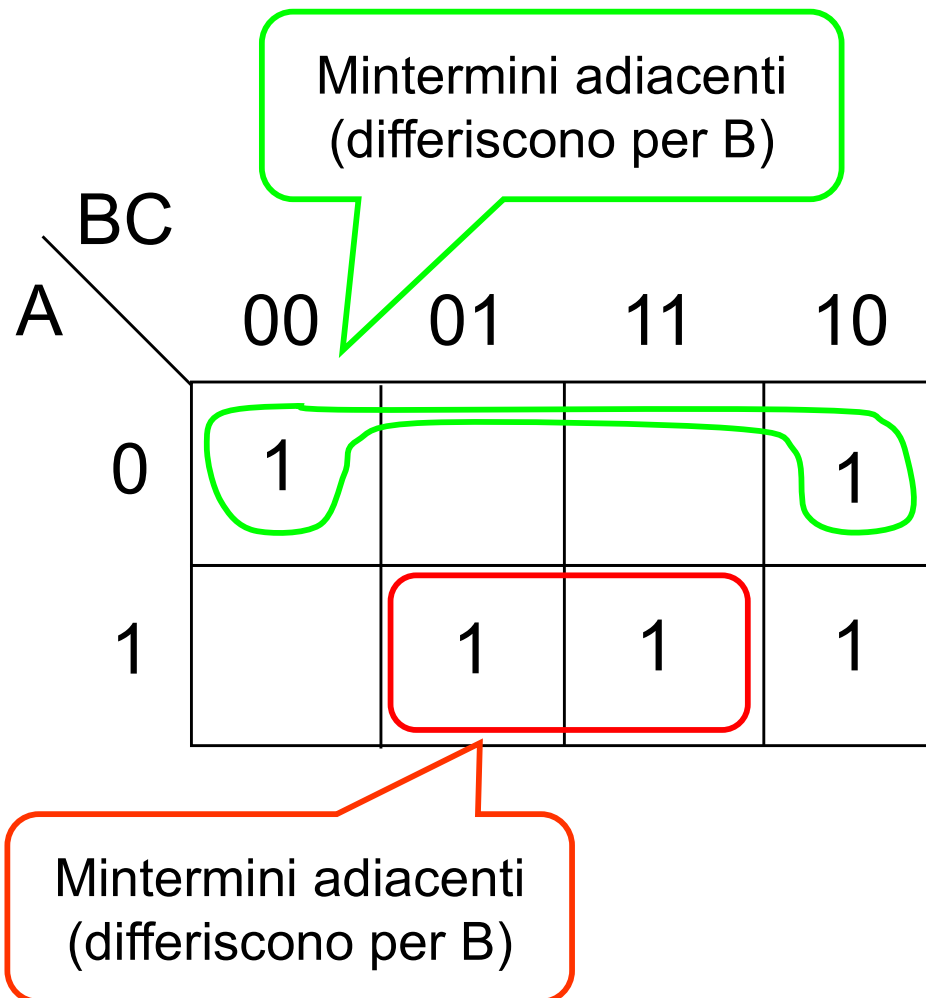 Mintermini adiacenti
(differiscono per B)
BC
A
00 01 11 10
0 1 1
1 1 1 1
Mintermini adiacenti
(differiscono per B)